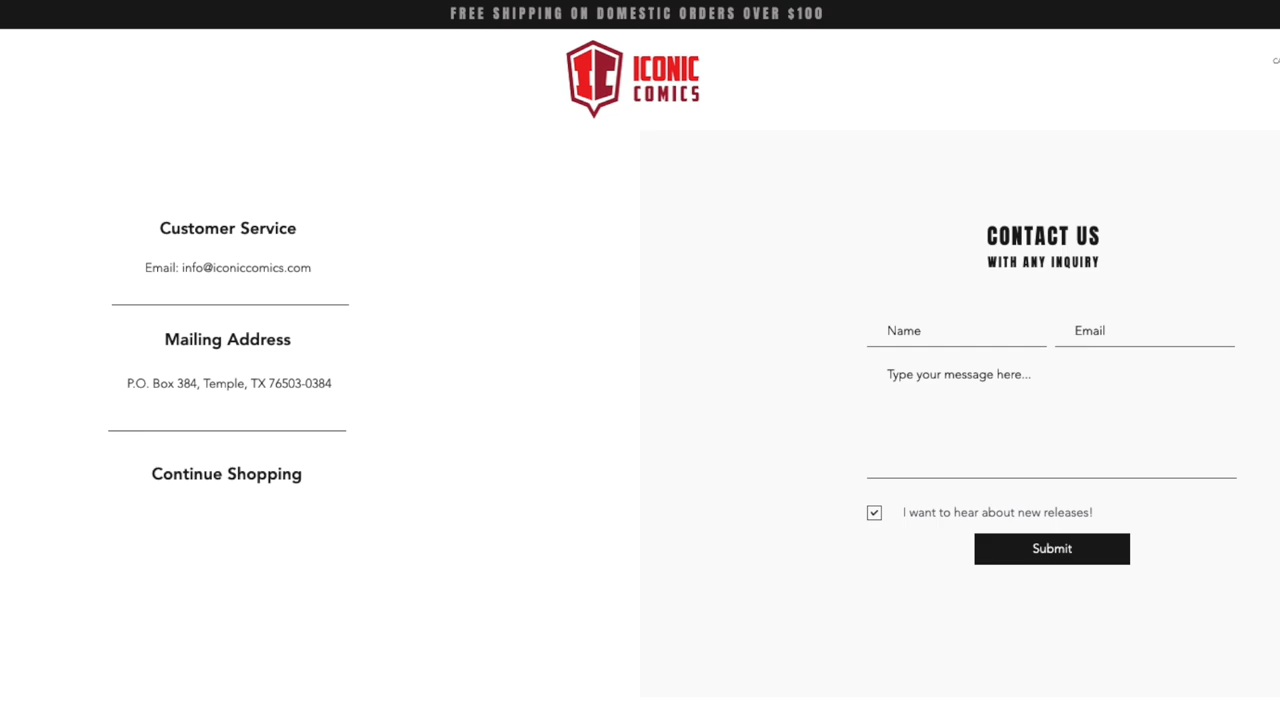 FREE SHIPPING ON DOMESTIC ORDERS OVER $100
IC
ICONIC
COMICS
Customer Service
Email: info@iconiccomics.com
Mailing Address
P.O. Box 384, Temple, TX 76503-0384
Continue Shopping
CONTACT US
WITH ANY INQUIRY
Name
Email
Type your message here...
I want to hear about new releases!
Submit